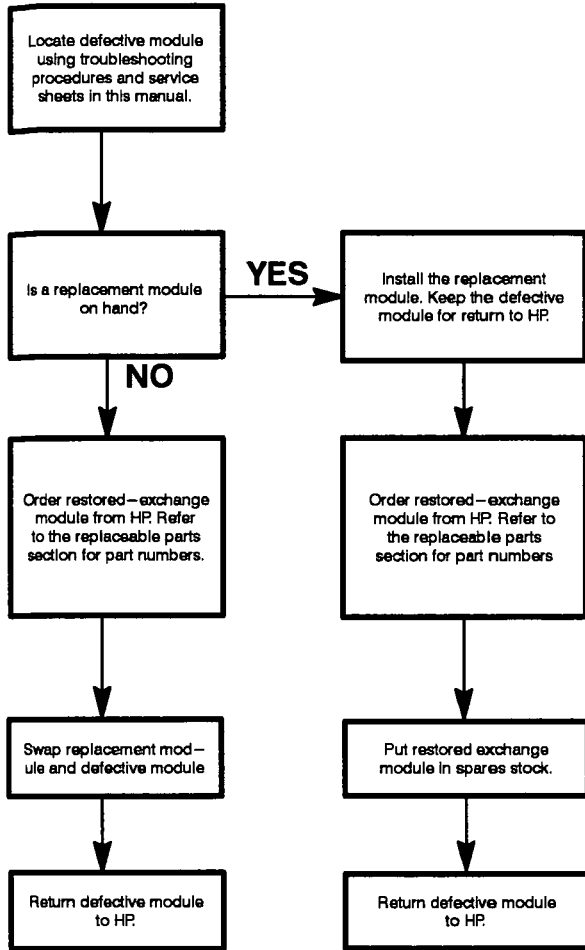 Locate defective module
using troubleshooting
procedures and service
sheets in this manual.
Is a replacement module
on hand?
YES
Install the replacement
module. Keep the defective
module for return to HP.
NO
Order restored–exchange
module from HP. Refer
to the replaceable parts
section for part numbers.
Order restored–exchange
module from HP. Refer to
the replaceable parts
section for part numbers
Swap replacement mod–
ule and defective module
Put restored exchange
module in spares stock.
Return defective module
to HP.
Return defective module
to HP.